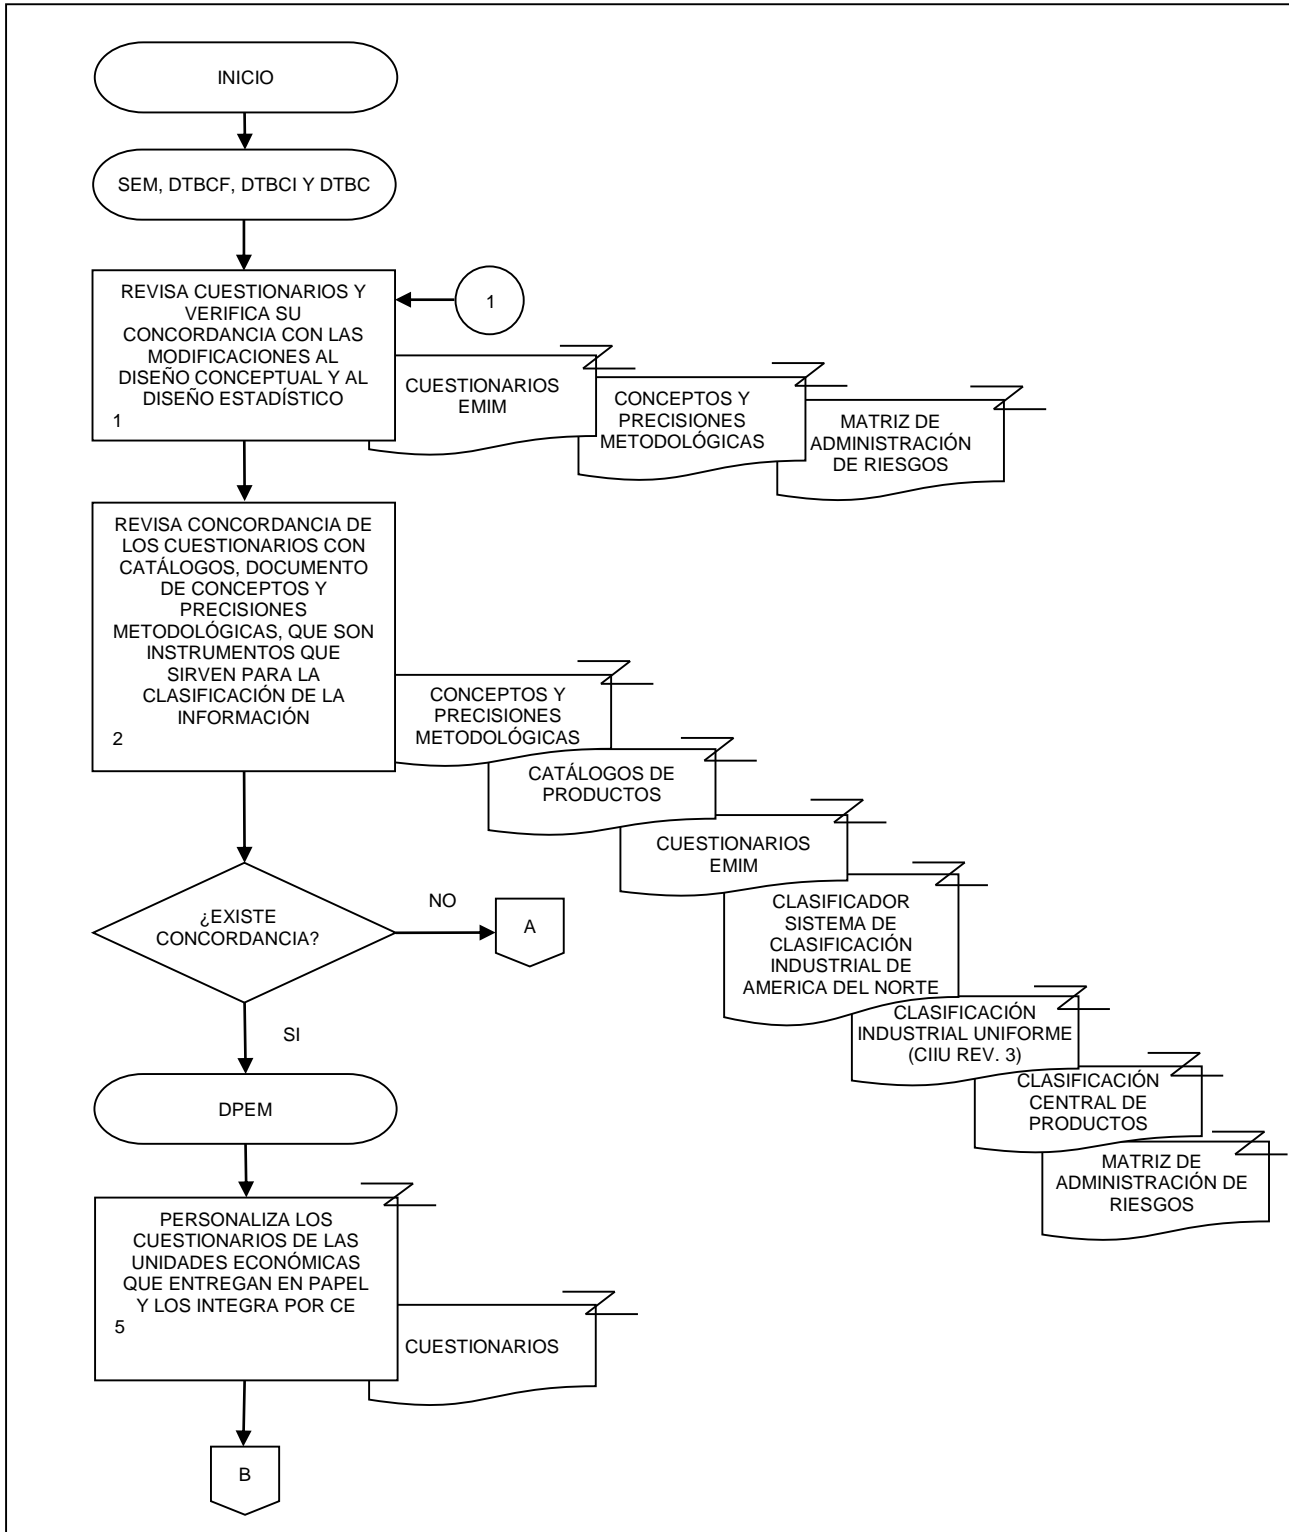 INICIO
SEM, DTBCF, DTBCI Y DTBC
REVISA CUESTIONARIOS Y
VERIFICA SU
CONCORDANCIA CON LAS
MODIFICACIONES AL
DISEÑO CONCEPTUAL Y AL
DISEÑO ESTADÍSTICO
1
1
CUESTIONARIOS
EMIM
CONCEPTOS Y
PRECISIONES
METODOLÓGICAS
MATRIZ DE
ADMINISTRACIÓN
DE RIESGOS
REVISA CONCORDANCIA DE
LOS CUESTIONARIOS CON
CATÁLOGOS, DOCUMENTO
DE CONCEPTOS Y
PRECISIONES
METODOLÓGICAS, QUE SON
INSTRUMENTOS QUE
SIRVEN PARA LA
CLASIFICACIÓN DE LA
INFORMACIÓN
2
CONCEPTOS Y
PRECISIONES
METODOLÓGICAS
CATÁLOGOS DE
PRODUCTOS
CUESTIONARIOS
EMIM
CLASIFICADOR
SISTEMA DE
CLASIFICACIÓN
INDUSTRIAL DE
AMERICA DEL NORTE
CLASIFICACIÓN
INDUSTRIAL UNIFORME
(CIIU REV. 3)
CLASIFICACIÓN
CENTRAL DE
PRODUCTOS
MATRIZ DE
ADMINISTRACIÓN DE
RIESGOS
¿EXISTE
CONCORDANCIA?
NO
A
SI
DPEM
PERSONALIZA LOS
CUESTIONARIOS DE LAS
UNIDADES ECONÓMICAS
QUE ENTREGAN EN PAPEL
Y LOS INTEGRA POR CE
5
CUESTIONARIOS
B